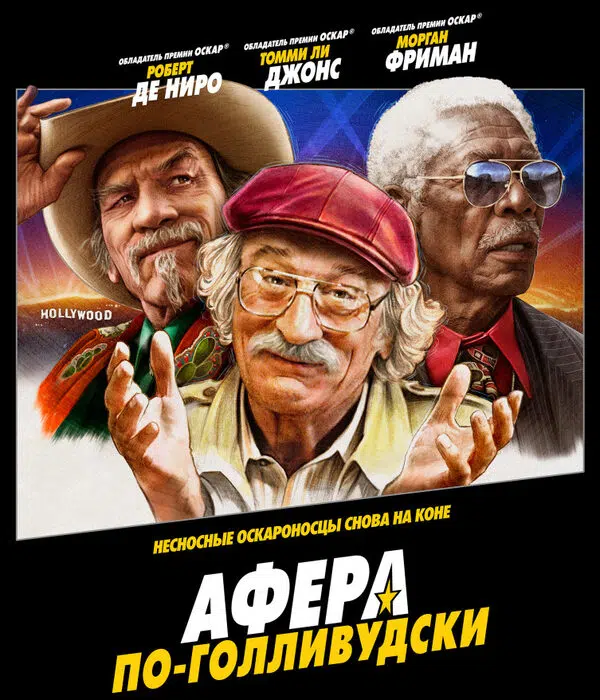 ОБЛАДАТЕЛЬ ПРЕМИИ ОСКАР®
РОБЕРТ
ДЕ НИРО
ОБЛАДАТЕЛЬ ПРЕМИИ ОСКАР®
ТОММИ ЛИ
ДЖОНС
ОБЛАДАТЕЛЬ ПРЕМИИ ОСКАР®
МОРГАН
ФРИМАН
HOLLYWOOD
НЕСНОСНЫЕ ОСКАРОНОСЦЫ СНОВА НА КОНЕ
АФЕРА
ПО-ГОЛЛИВУДСКИ